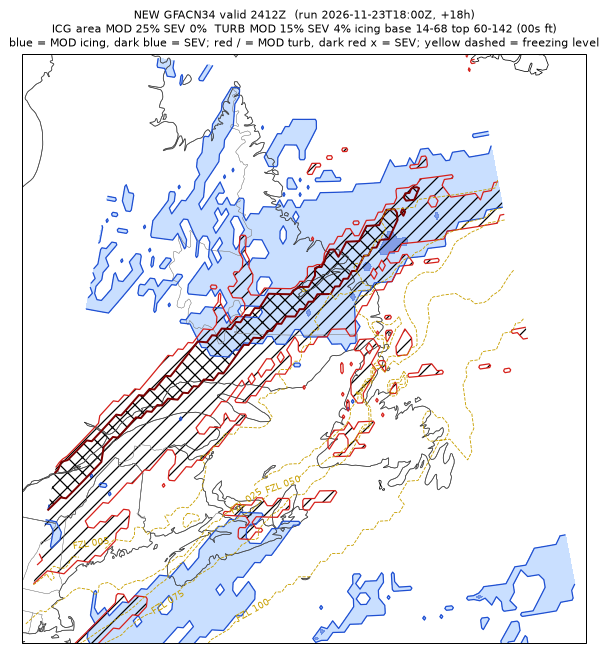 NEW GFACN34 valid 2412Z (run 2026-11-23T18:00Z, +18h)
ICG area MOD 25% SEV 0% TURB MOD 15% SEV 4% icing base 14-68 top 60-142 (00s ft)
blue = MOD icing, dark blue = SEV; red / = MOD turb, dark red x = SEV; yellow dashed = freezing level
025 FZL 050
FZL 005
FZL 075
FZL 100